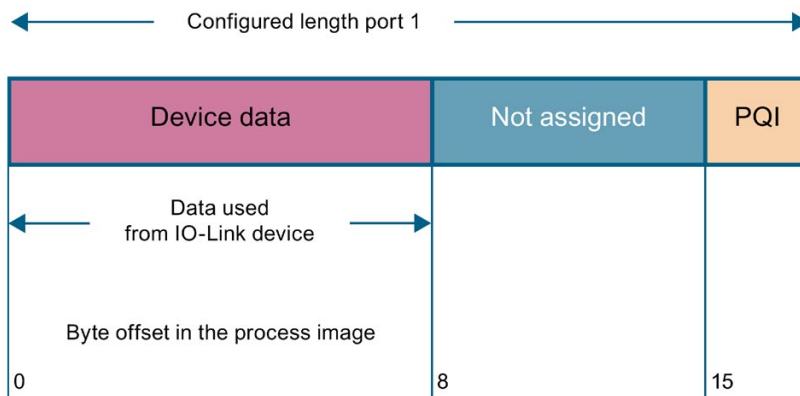 Configured length port 1
Device data
Not assigned
PQI
Data used
from IO-Link device
Byte offset in the process image
0
8
15